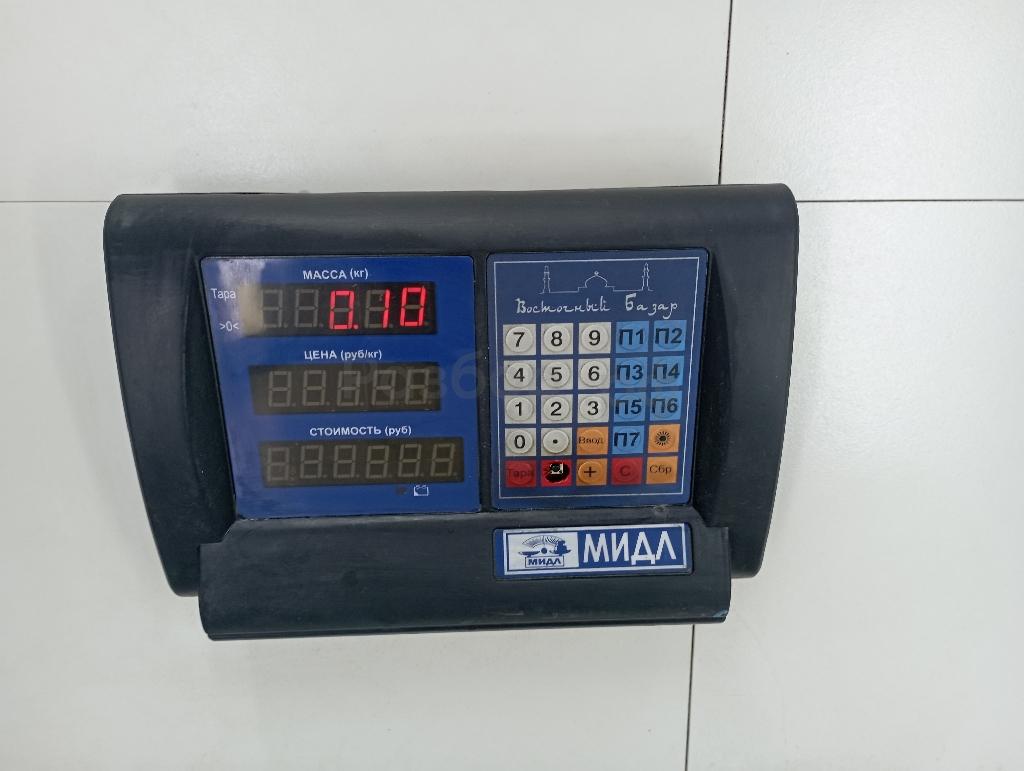 МАССА (кг)
Тара
0.10
>0<
ЦЕНА (руб/кг)
СТОИМОСТЬ (руб)
Восточный Базар
7 8 9 П1 П2
4 5 6 П3 П4
1 2 3 П5 П6
0 . Ввод П7
Тара + С Сбр
МИДЛ
МИДЛ